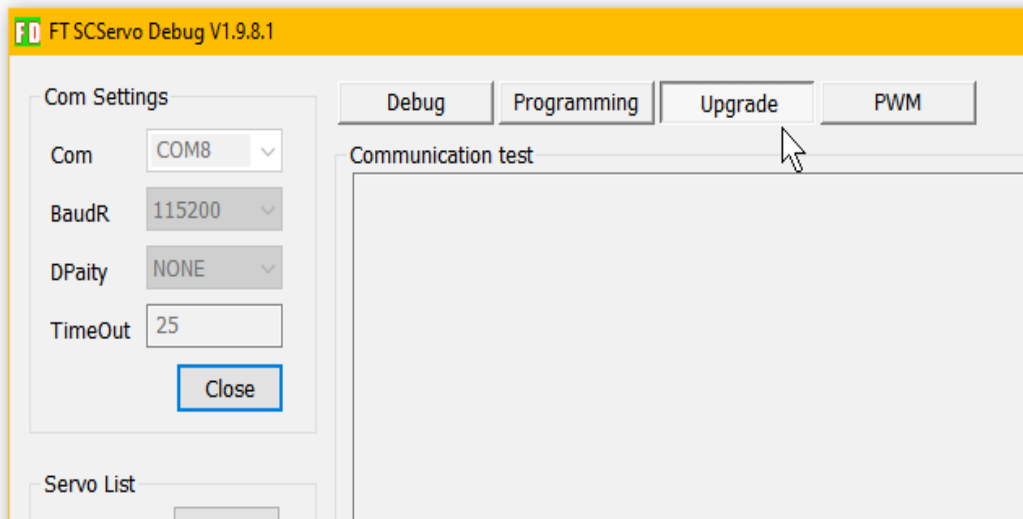 FD FT SCServo Debug V1.9.8.1
Com Settings
Com COM8
BaudR 115200
DPaity NONE
TimeOut 25
Close
Servo List
Debug Programming Upgrade PWM
Communication test